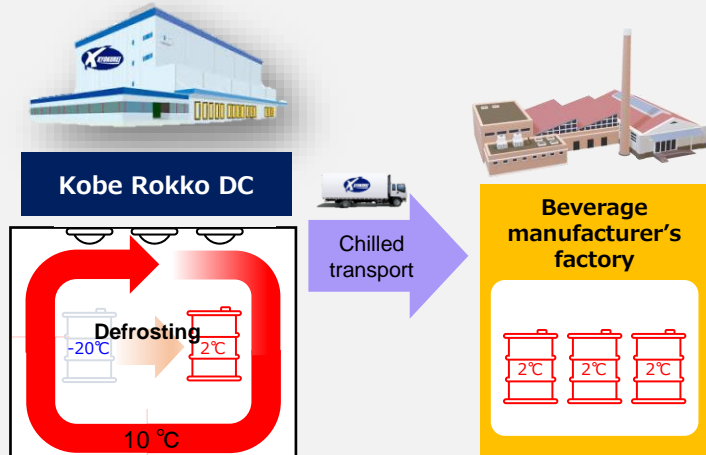 KYOKUREI
Kobe Rokko DC
Defrosting
-20℃
2℃
10 ℃
Chilled
transport
Beverage
manufacturer's
factory
2℃ 2℃ 2℃